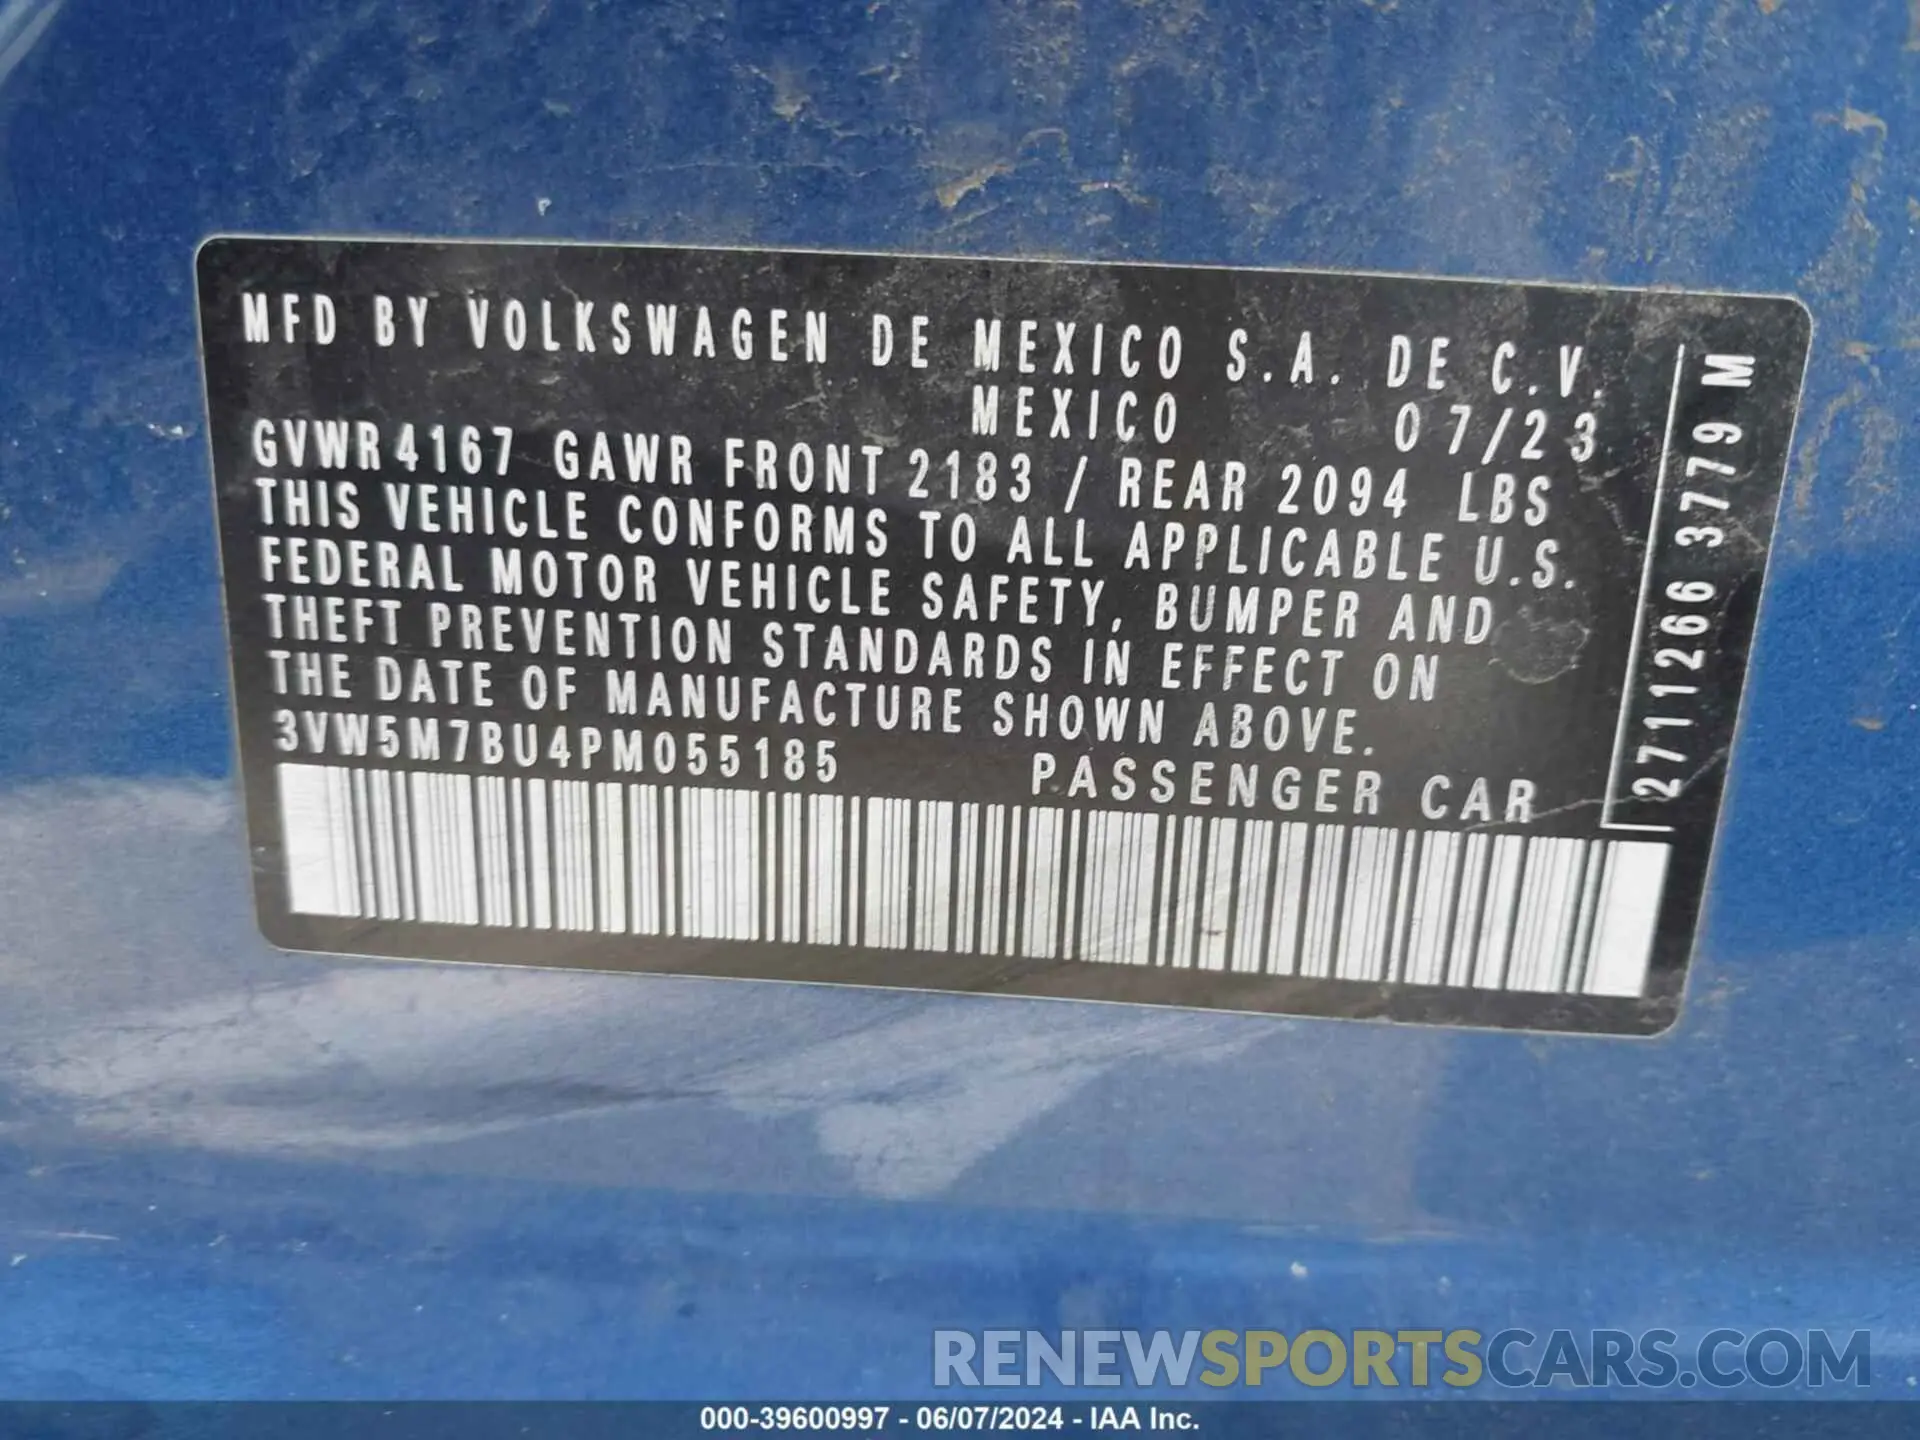 MFD BY VOLKSWAGEN DE MEXICO S.A. DE C.V.
MEXICO 07/23
GVWR 4167 GAWR FRONT 2183 / REAR 2094 LBS
THIS VEHICLE CONFORMS TO ALL APPLICABLE U.S.
FEDERAL MOTOR VEHICLE SAFETY, BUMPER AND
THEFT PREVENTION STANDARDS IN EFFECT ON
THE DATE OF MANUFACTURE SHOWN ABOVE.
3VW5M7BU4PM055185 PASSENGER CAR
2711266 3779 M
RENEWSPORTSCARS.COM
000-39600997 - 06/07/2024 - IAA Inc.